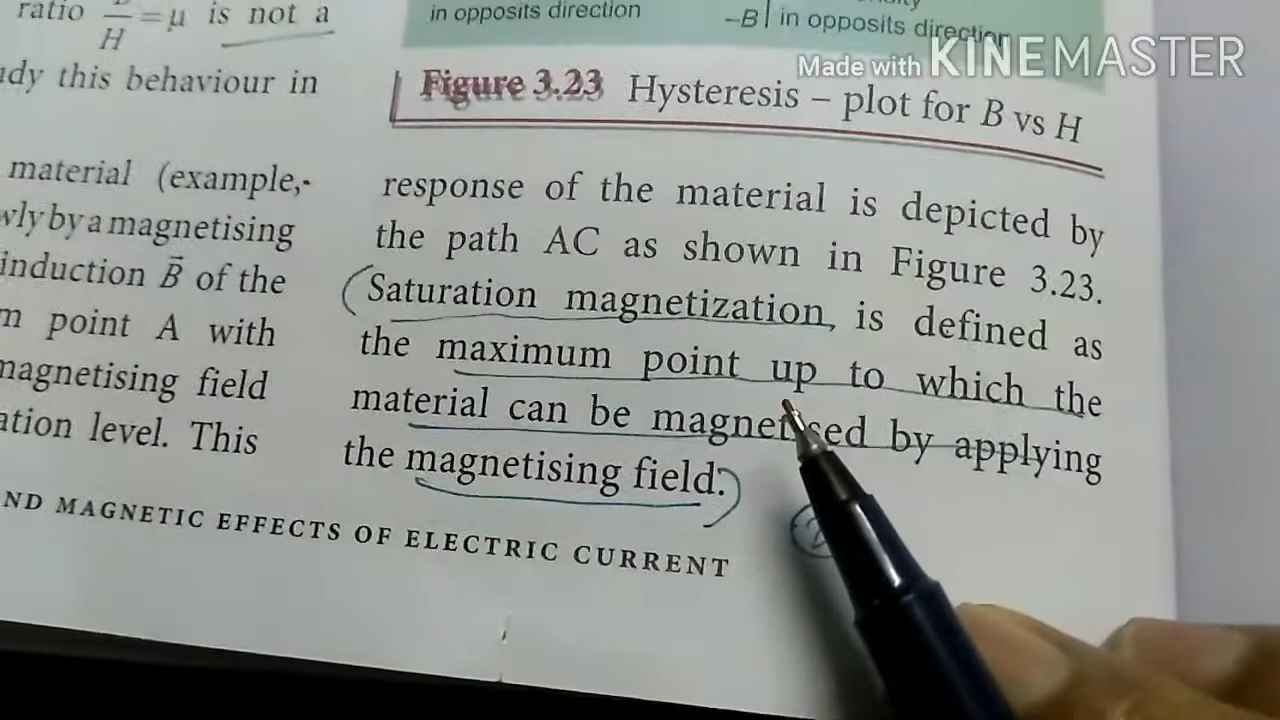 ratio B/H = μ is not a
dy this behaviour in
material (example,
wly by a magnetising
induction B⃗ of the
m point A with
magnetising field
ation level. This
in opposits direction
–B in opposits direction
Made with KINEMASTER
Figure 3.23 Hysteresis – plot for B vs H
response of the material is depicted by
the path AC as shown in Figure 3.23.
Saturation magnetization, is defined as
the maximum point up to which the
material can be magnetised by applying
the magnetising field.
ND MAGNETIC EFFECTS OF ELECTRIC CURRENT